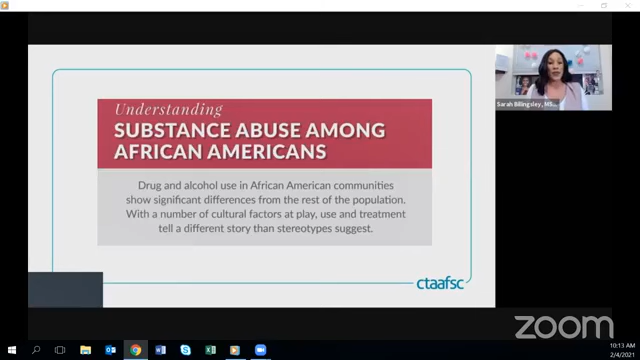 Understanding
SUBSTANCE ABUSE AMONG
AFRICAN AMERICANS
Drug and alcohol use in African American communities
show significant differences from the rest of the population.
With a number of cultural factors at play, use and treatment
tell a different story than stereotypes suggest.
ctaafsc
Sarah Bilingsley, MS...
zoom
10:13 AM
2/4/2021